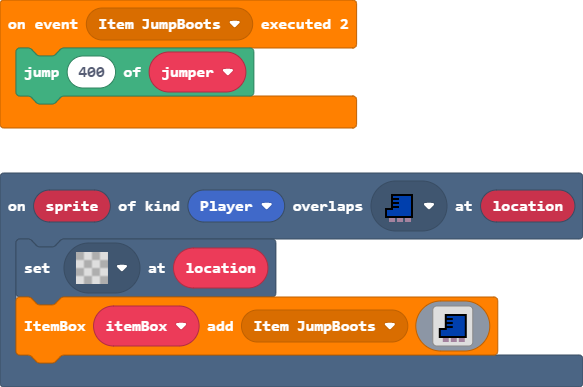 on event Item JumpBoots executed 2
jump 400 of jumper
on sprite of kind Player overlaps at location
set at location
ItemBox itemBox add Item JumpBoots